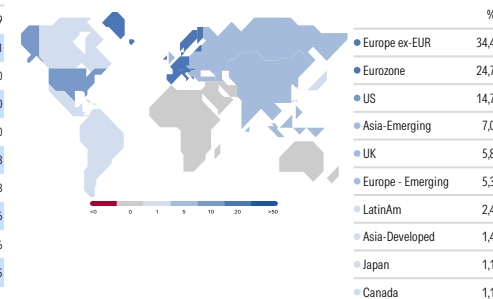 %
Europe ex-EUR 34,4
Eurozone 24,7
US 14,7
Asia-Emerging 7,0
UK 5,8
Europe - Emerging 5,3
LatinAm 2,4
Asia-Developed 1,4
Japan 1,1
Canada 1,1
<0 0 1 5 10 20 >50